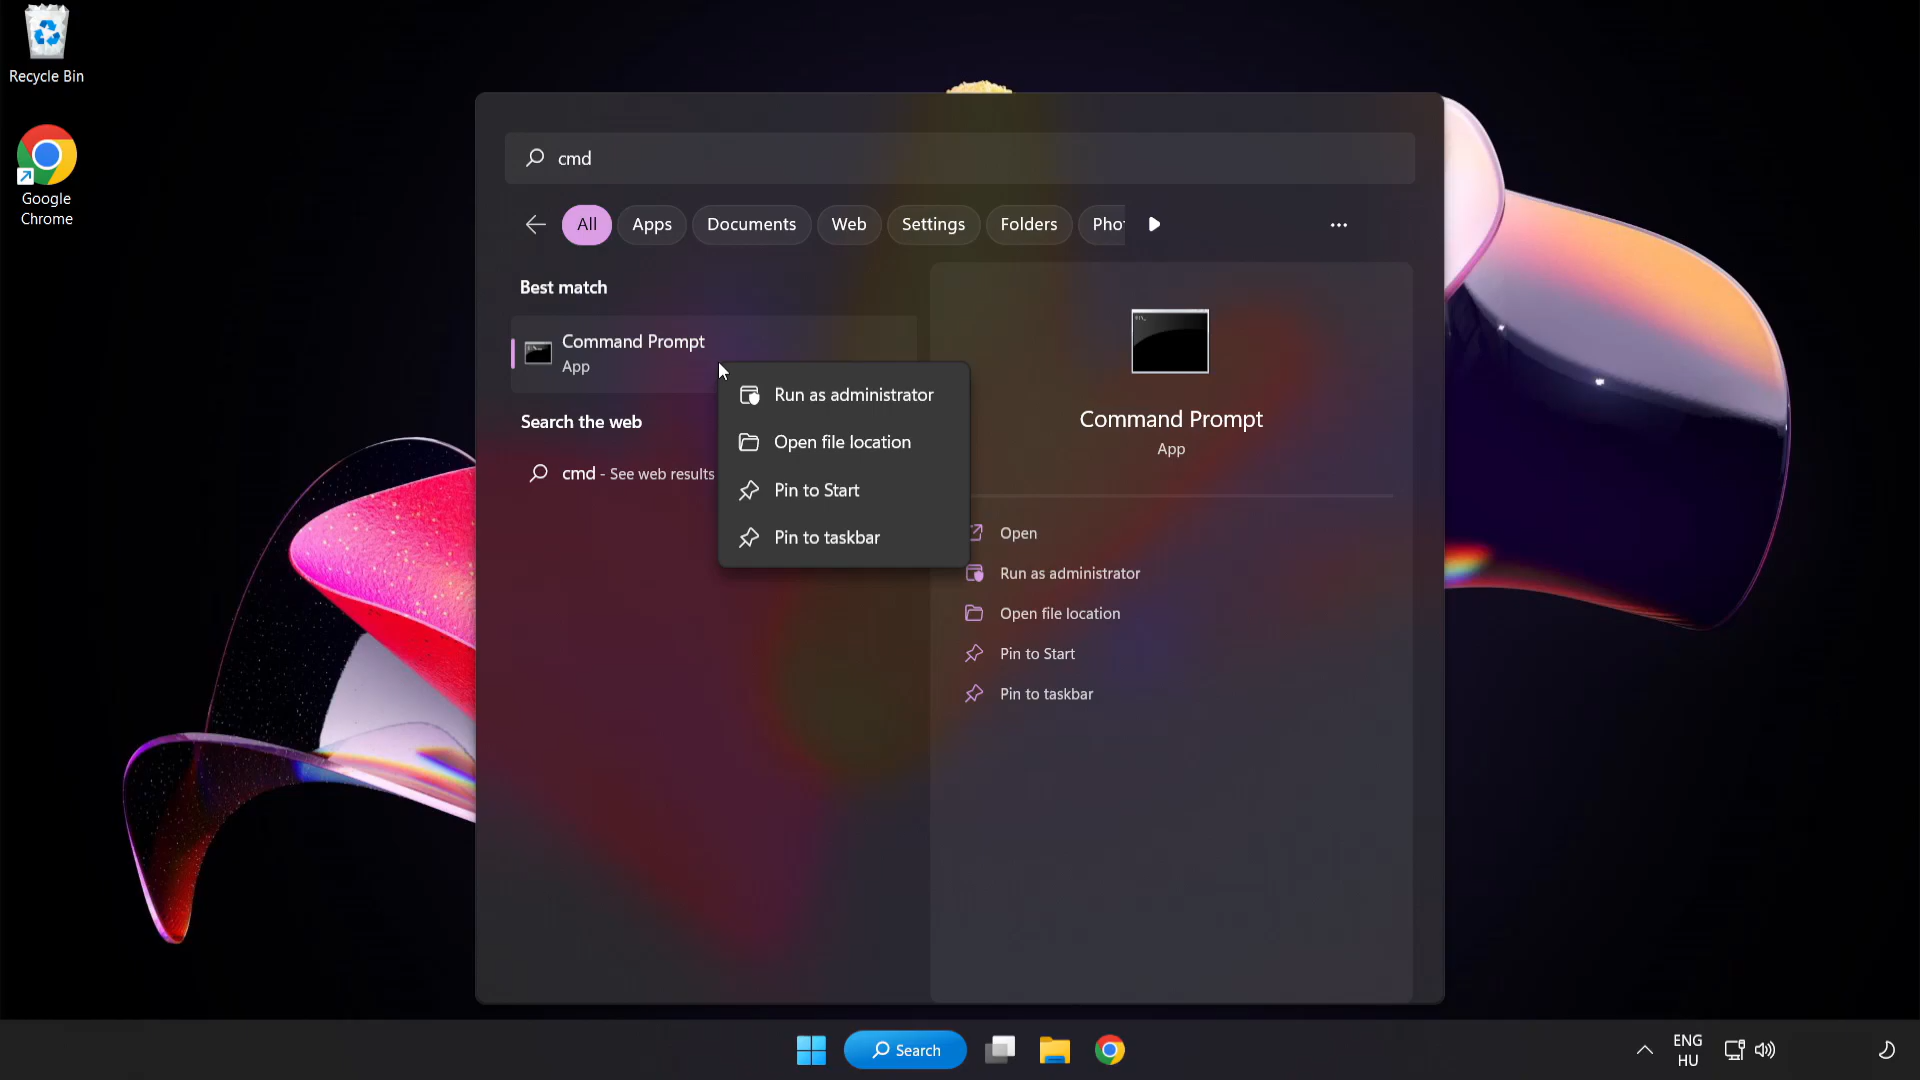 Recycle Bin
Google
Chrome
cmd
All
Apps
Documents
Web
Settings
Folders
Pho
Best match
Command Prompt
App
Search the web
cmd - See web results
Run as administrator
Open file location
Pin to Start
Pin to taskbar
Command Prompt
App
Open
Run as administrator
Open file location
Pin to Start
Pin to taskbar
Search
ENG
HU